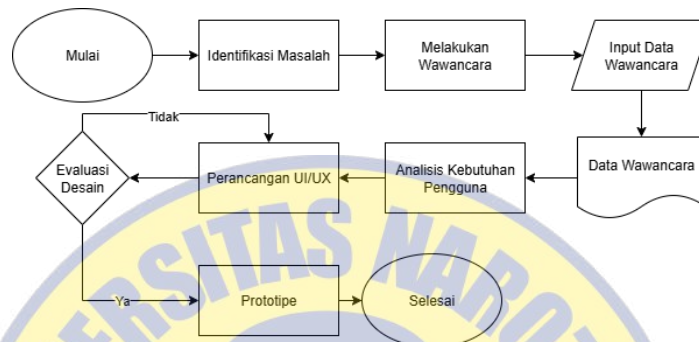 Mulai
Identifikasi Masalah
Melakukan
Wawancara
Input Data
Wawancara
Tidak
Evaluasi
Desain
Perancangan UI/UX
Analisis Kebutuhan
Pengguna
Data Wawancara
Ya
Prototipe
Selesai